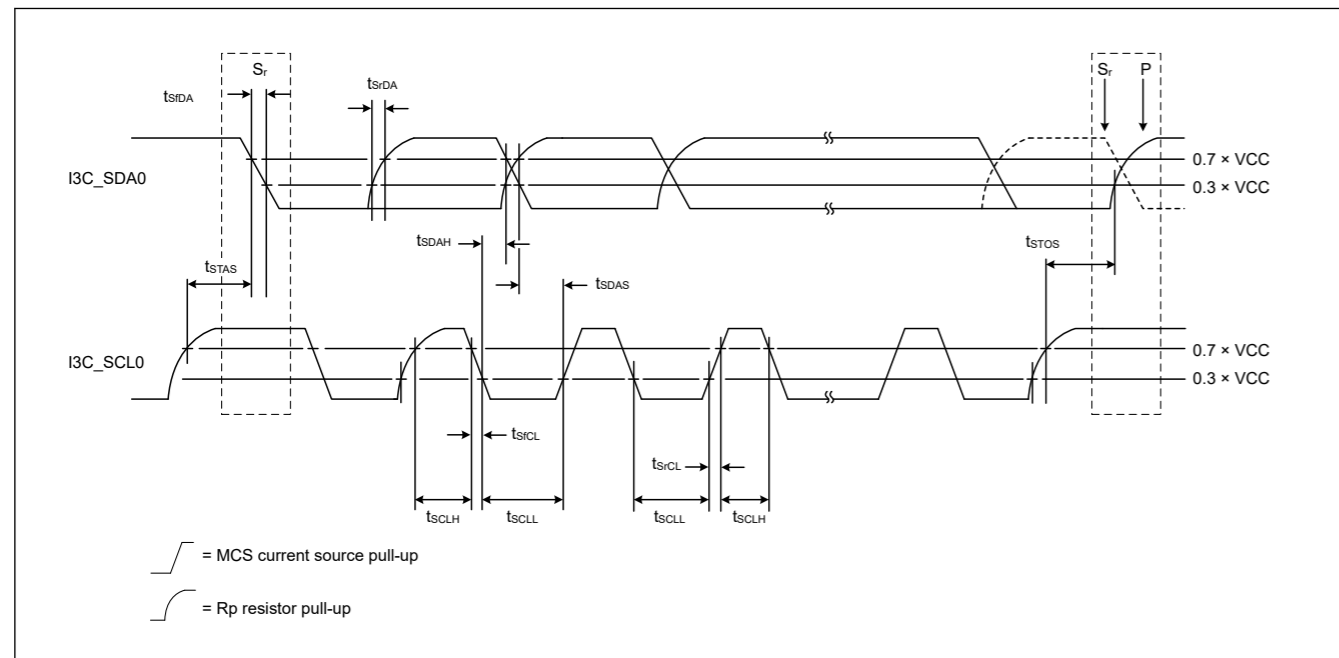 Sr
tSfDA
tSrDA
Sr P
I3C_SDA0
0.7 × VCC
0.3 × VCC
tSDAH
tSTOS
tSTAS
tSDAS
I3C_SCL0
0.7 × VCC
0.3 × VCC
tSfCL
tSrCL
tSCLH tSCLL tSCLL tSCLH
= MCS current source pull-up
= Rp resistor pull-up